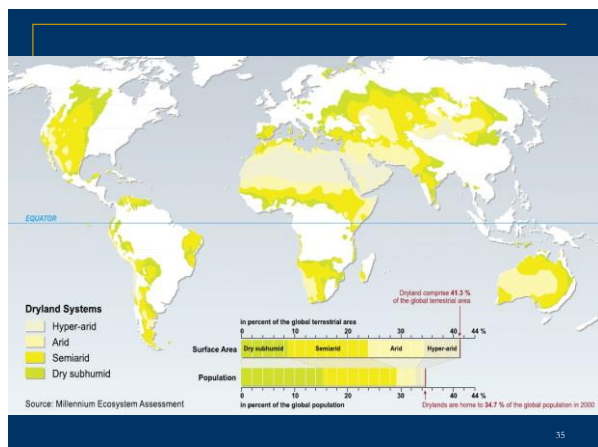 EQUATOR
Dryland comprise 41.3 %
of the global terrestrial area
Dryland Systems
Hyper-arid
Arid
Semiarid
Dry subhumid
in percent of the global terrestrial area
0 10 20 30 40 44 %
Surface Area
Dry subhumid Semiarid Arid Hyper-arid
Population
0 10 20 30 40 44 %
in percent of the global population
Drylands are home to 34.7 % of the global population in 2000
Source: Millennium Ecosystem Assessment
35